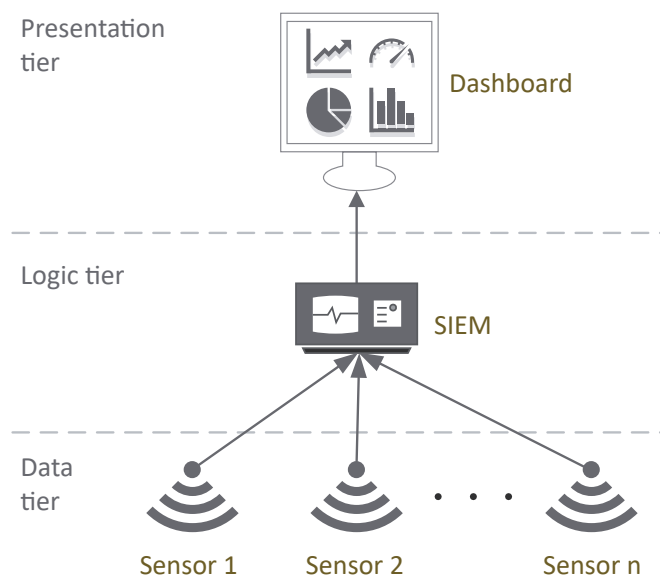 Presentation
tier
Dashboard
Logic tier
SIEM
Data
tier
Sensor 1
Sensor 2
Sensor n